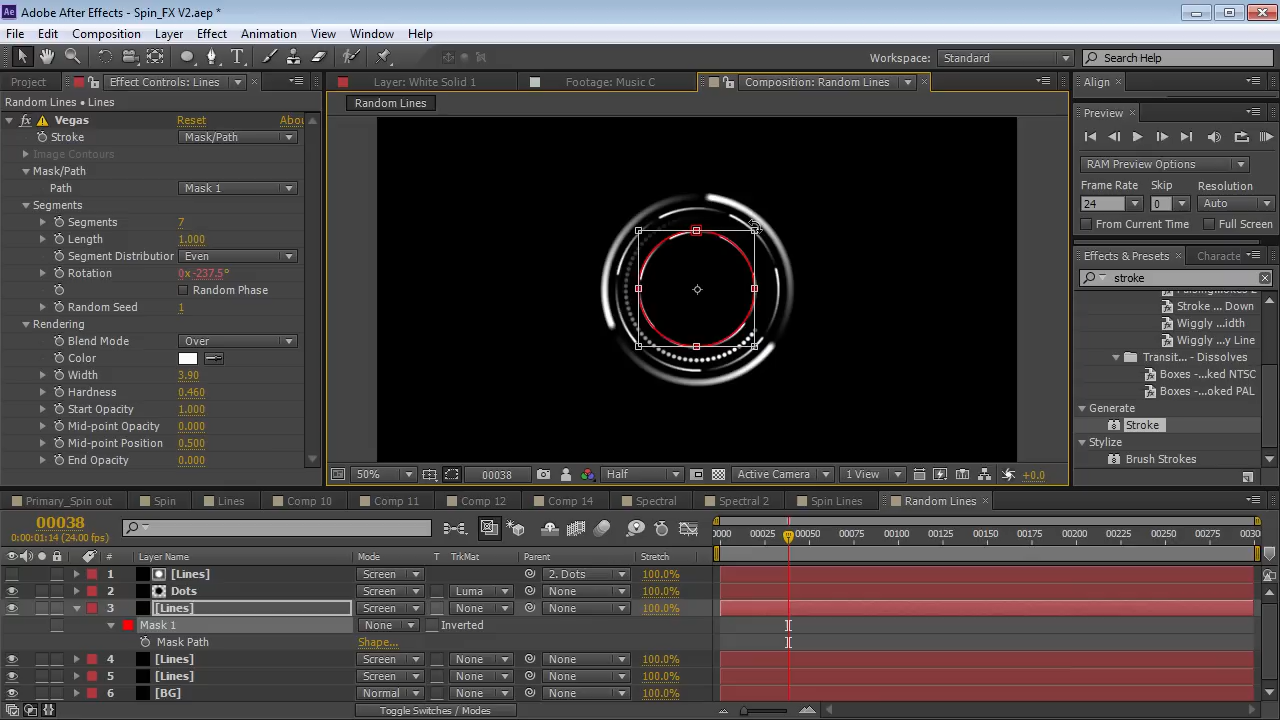 Ae Adobe After Effects - Spin_FX V2.aep *
File Edit Composition Layer Effect Animation View Window Help
Workspace: Standard Search Help
Project Effect Controls: Lines Layer: White Solid 1 Footage: Music C Composition: Random Lines Align
Random Lines • Lines Random Lines
fx Vegas Reset Abou
Preview
Stroke Mask/Path
Image Contours
RAM Preview Options
Mask/Path
Path Mask 1
Frame Rate Skip Resolution
Segments
24 1 Auto
Segments 7
From Current Time Full Screen
Length 1.000
Segment Distribution Even
Effects & Presets Characte
Rotation 0x-237.5°
stroke
Random Phase
Random Seed 1
Stroke ... Down
Rendering
Wiggly ...idth
Blend Mode Over
Wiggly ...y Line
Color
Transit... - Dissolves
Width 3.90
Boxes -...ked NTSC
Hardness 0.460
Boxes -...oked PAL
Start Opacity 1.000
Generate
Mid-point Opacity 0.000
Stroke
Mid-point Position 0.500
Stylize
End Opacity 0.000
Brush Strokes
50% 00038 Half Active Camera 1 View +0.0
Primary_Spin out Spin Lines Comp 10 Comp 11 Comp 12 Comp 14 Spectral Spectral 2 Spin Lines Random Lines
00038
0:00:01:14 (24.00 fps)
0000 00025 00050 00075 00100 00125 00150 00175 00200 00225 00250 00275 0030
# Layer Name Mode T TrkMat Parent Stretch
1 [Lines] Screen 2. Dots 100.0%
2 Dots Screen Luma None 100.0%
3 [Lines] Screen None None 100.0%
Mask 1 None Inverted
Mask Path Shape...
4 [Lines] Screen None None 100.0%
5 [Lines] Screen None None 100.0%
6 [BG] Normal None None 100.0%
Toggle Switches / Modes